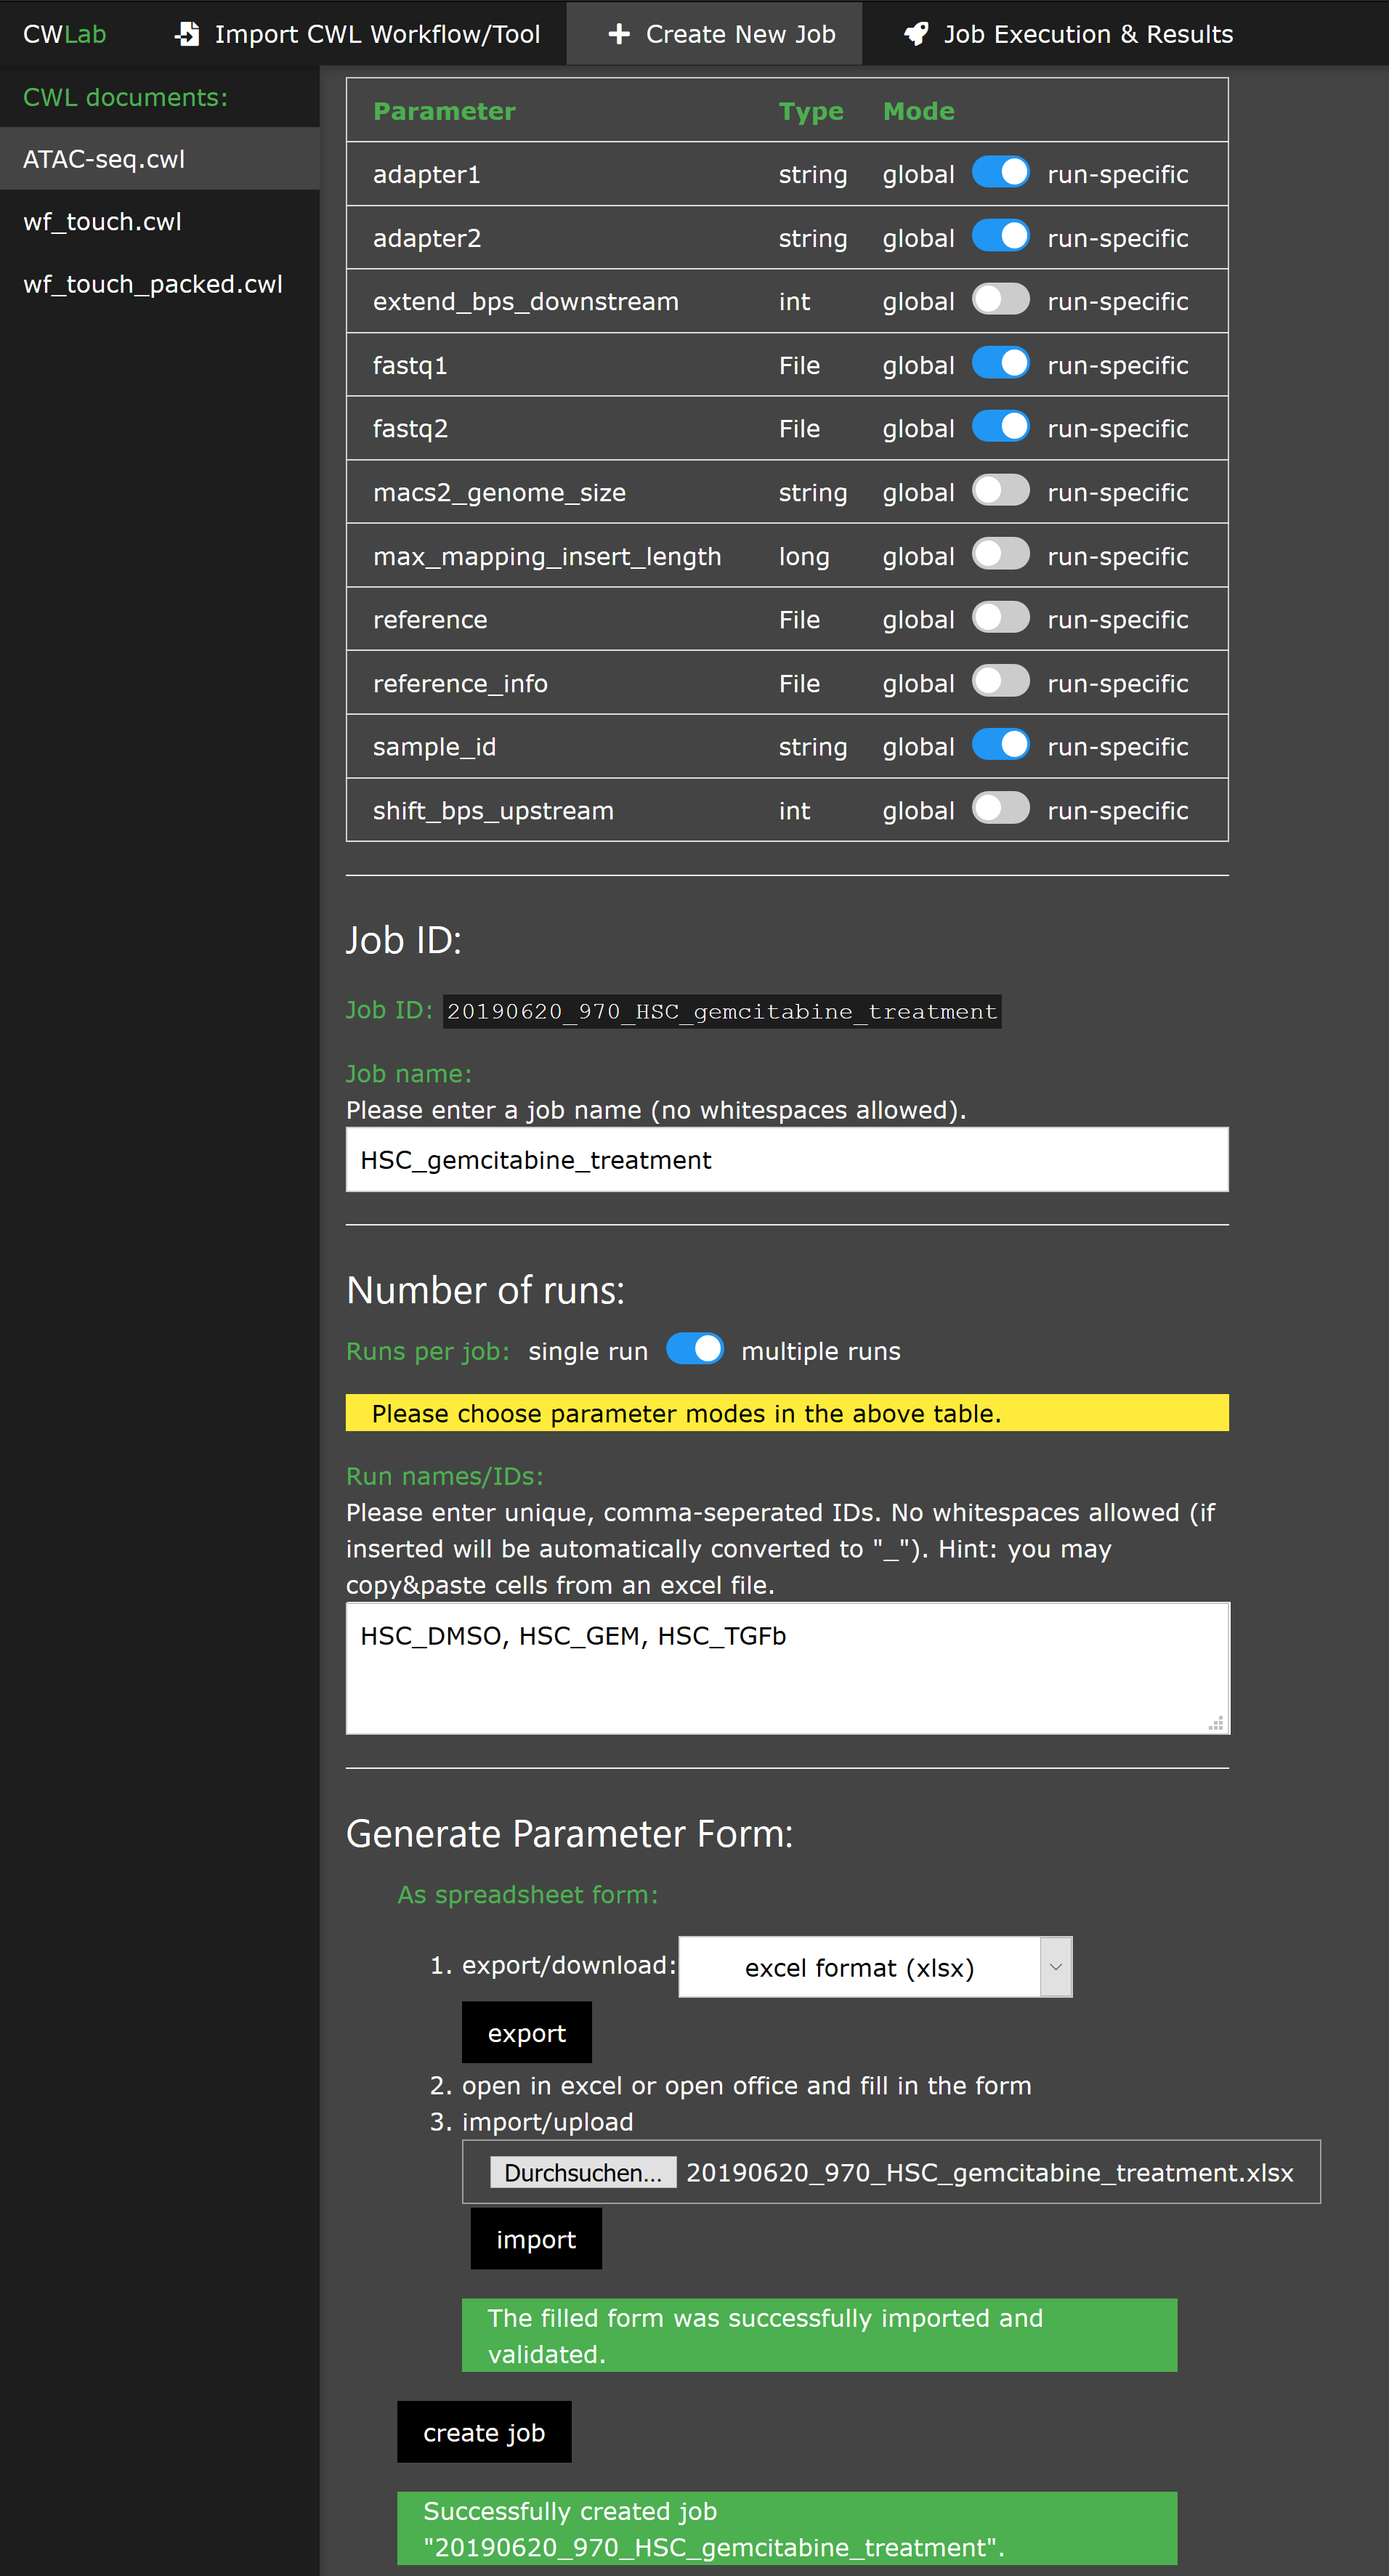 CWLab Import CWL Workflow/Tool Create New Job Job Execution & Results
CWL documents:
ATAC-seq.cwl
wf_touch.cwl
wf_touch_packed.cwl
Parameter Type Mode
adapter1 string global run-specific
adapter2 string global run-specific
extend_bps_downstream int global run-specific
fastq1 File global run-specific
fastq2 File global run-specific
macs2_genome_size string global run-specific
max_mapping_insert_length long global run-specific
reference File global run-specific
reference_info File global run-specific
sample_id string global run-specific
shift_bps_upstream int global run-specific
Job ID:
Job ID: 20190620_970_HSC_gemcitabine_treatment
Job name:
Please enter a job name (no whitespaces allowed).
HSC_gemcitabine_treatment
Number of runs:
Runs per job: single run multiple runs
Please choose parameter modes in the above table.
Run names/IDs:
Please enter unique, comma-seperated IDs. No whitespaces allowed (if
inserted will be automatically converted to "_"). Hint: you may
copy&paste cells from an excel file.
HSC_DMSO, HSC_GEM, HSC_TGFb
Generate Parameter Form:
As spreadsheet form:
1. export/download: excel format (xlsx)
export
2. open in excel or open office and fill in the form
3. import/upload
Durchsuchen... 20190620_970_HSC_gemcitabine_treatment.xlsx
import
The filled form was successfully imported and
validated.
create job
Successfully created job
"20190620_970_HSC_gemcitabine_treatment".